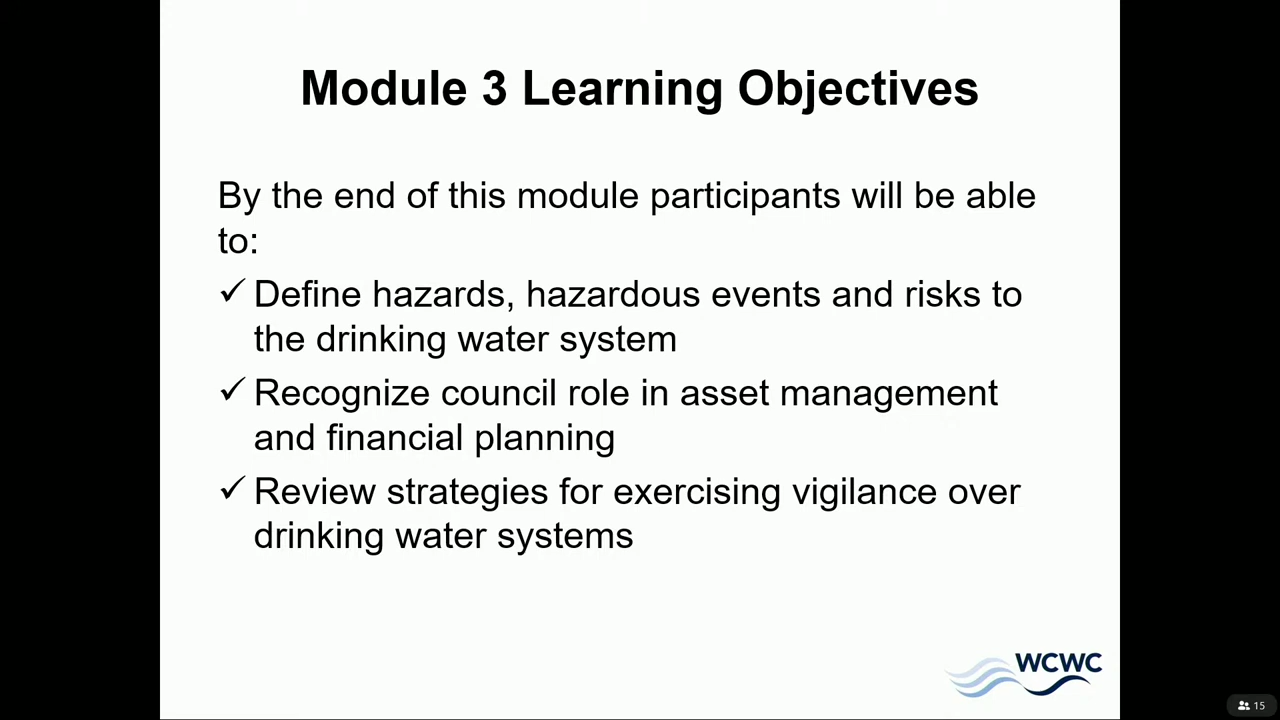 Module 3 Learning Objectives
By the end of this module participants will be able
to:
✓ Define hazards, hazardous events and risks to
the drinking water system
✓ Recognize council role in asset management
and financial planning
✓ Review strategies for exercising vigilance over
drinking water systems
WCWC
15